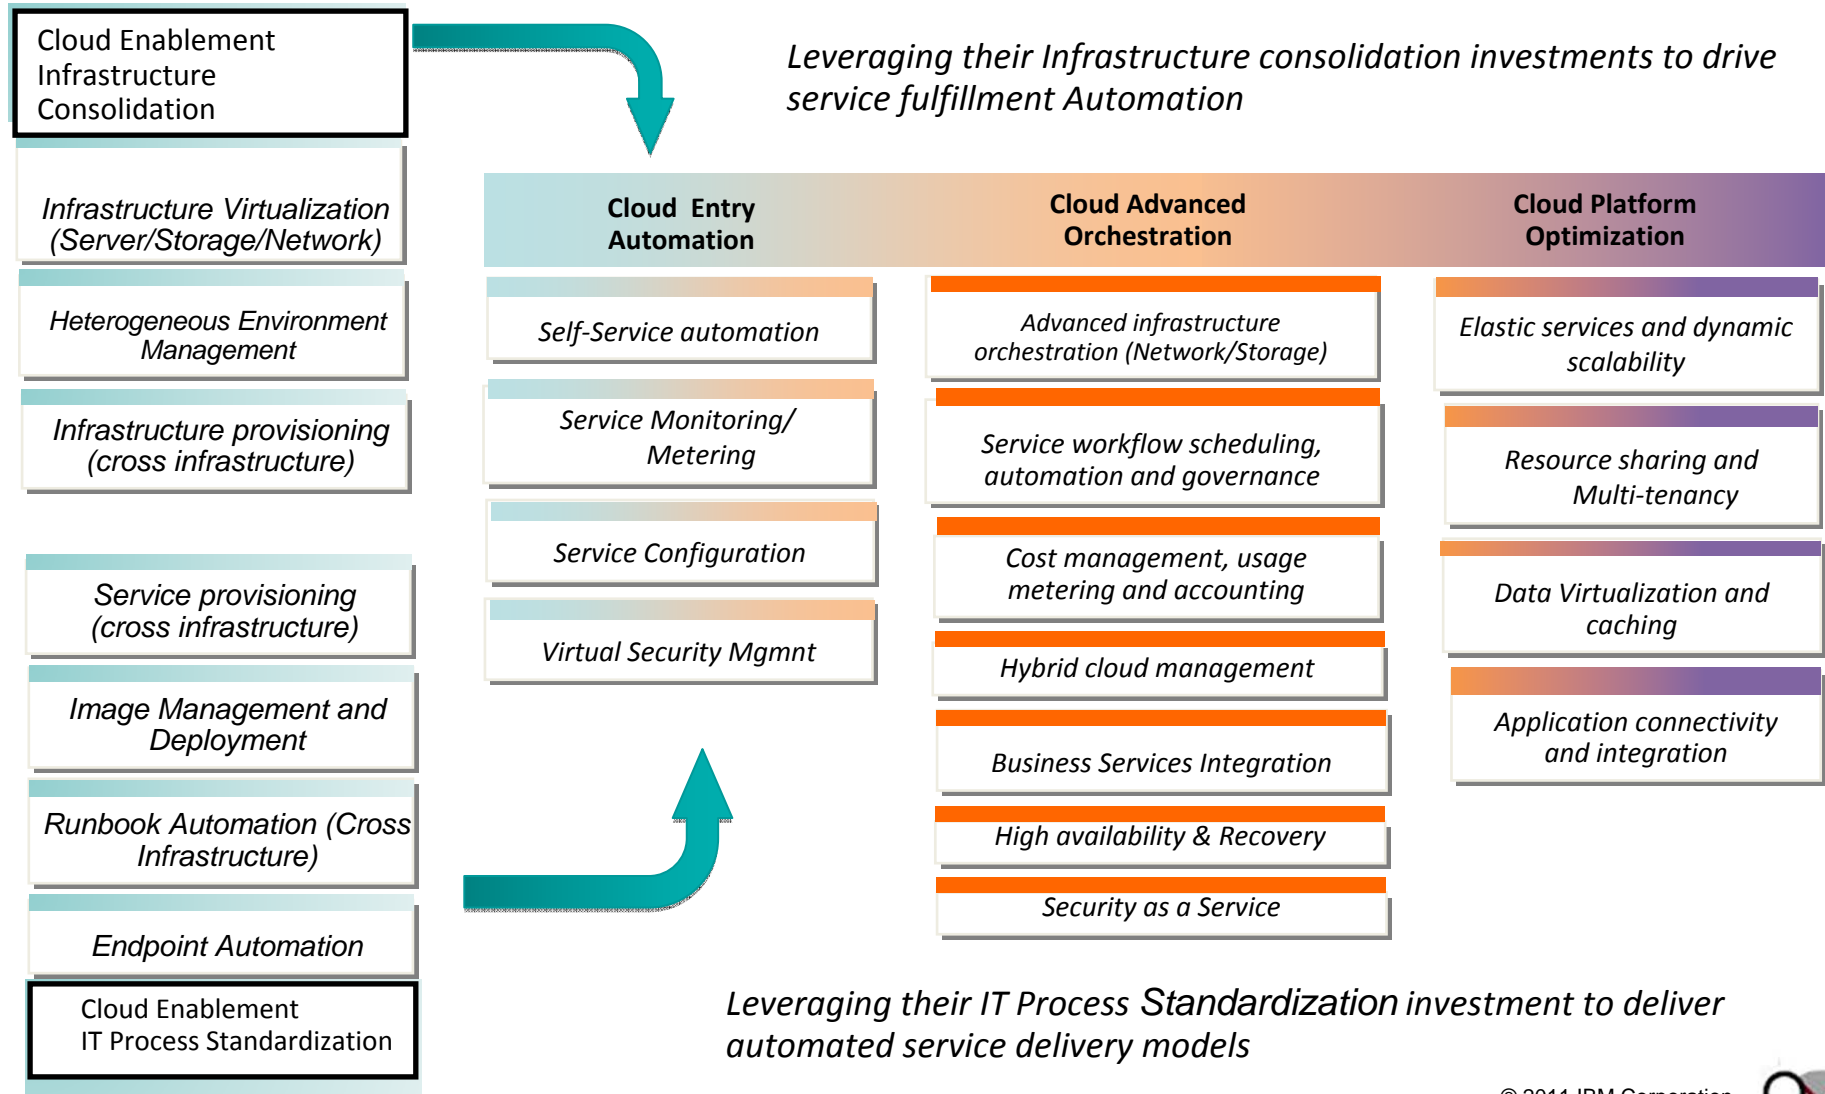 Cloud Enablement
Infrastructure
Consolidation
Leveraging their Infrastructure consolidation investments to drive
service fulfillment Automation
Infrastructure Virtualization
(Server/Storage/Network)
Heterogeneous Environment
Management
Infrastructure provisioning
(cross infrastructure)
Service provisioning
(cross infrastructure)
Image Management and
Deployment
Runbook Automation (Cross
Infrastructure)
Endpoint Automation
Cloud Enablement
IT Process Standardization
Cloud Entry
Automation
Self-Service automation
Service Monitoring/
Metering
Service Configuration
Virtual Security Mgmnt
Cloud Advanced
Orchestration
Advanced infrastructure
orchestration (Network/Storage)
Service workflow scheduling,
automation and governance
Cost management, usage
metering and accounting
Hybrid cloud management
Business Services Integration
High availability & Recovery
Security as a Service
Cloud Platform
Optimization
Elastic services and dynamic
scalability
Resource sharing and
Multi-tenancy
Data Virtualization and
caching
Application connectivity
and integration
Leveraging their IT Process Standardization investment to deliver
automated service delivery models
© 2011 IBM Corporation